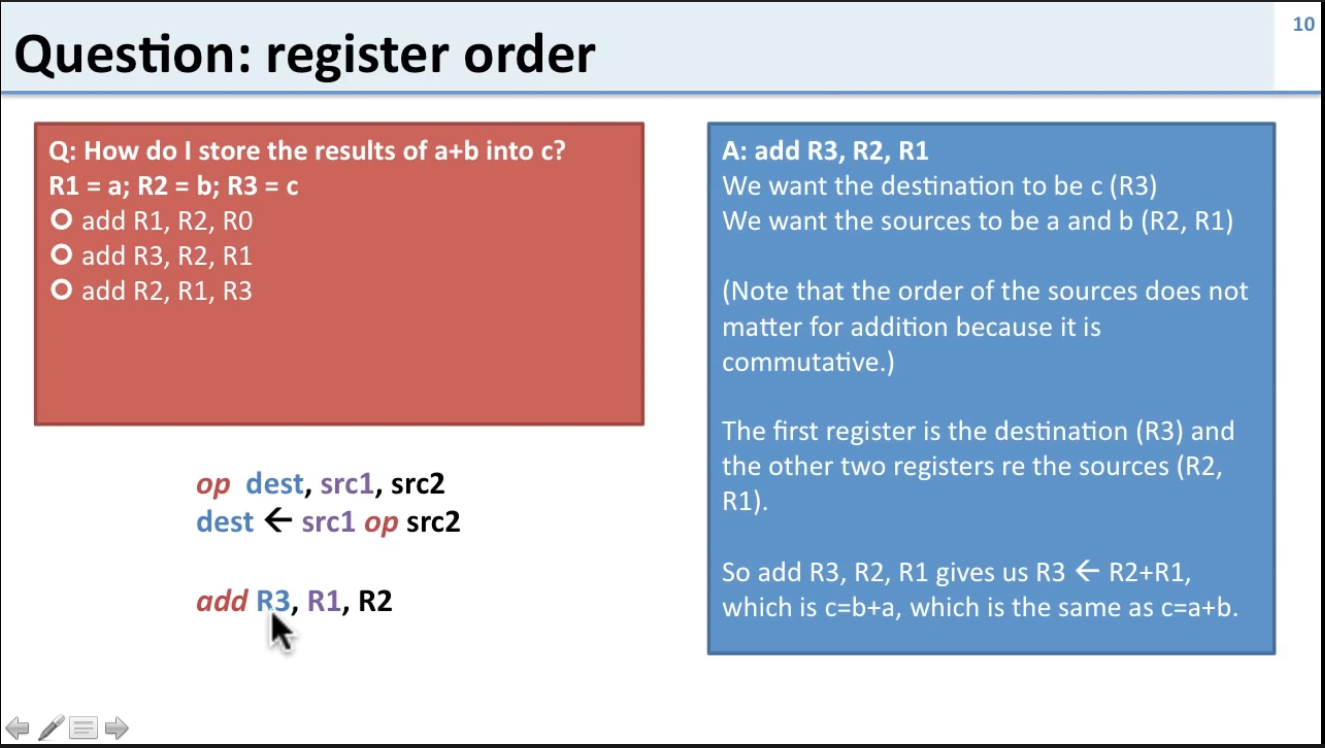 10
Question: register order
Q: How do I store the results of a+b into c?
R1 = a; R2 = b; R3 = c
add R1, R2, R0
add R3, R2, R1
add R2, R1, R3
op dest, src1, src2
dest ← src1 op src2
add R3, R1, R2
A: add R3, R2, R1
We want the destination to be c (R3)
We want the sources to be a and b (R2, R1)
(Note that the order of the sources does not
matter for addition because it is
commutative.)
The first register is the destination (R3) and
the other two registers re the sources (R2,
R1).
So add R3, R2, R1 gives us R3 ← R2+R1,
which is c=b+a, which is the same as c=a+b.